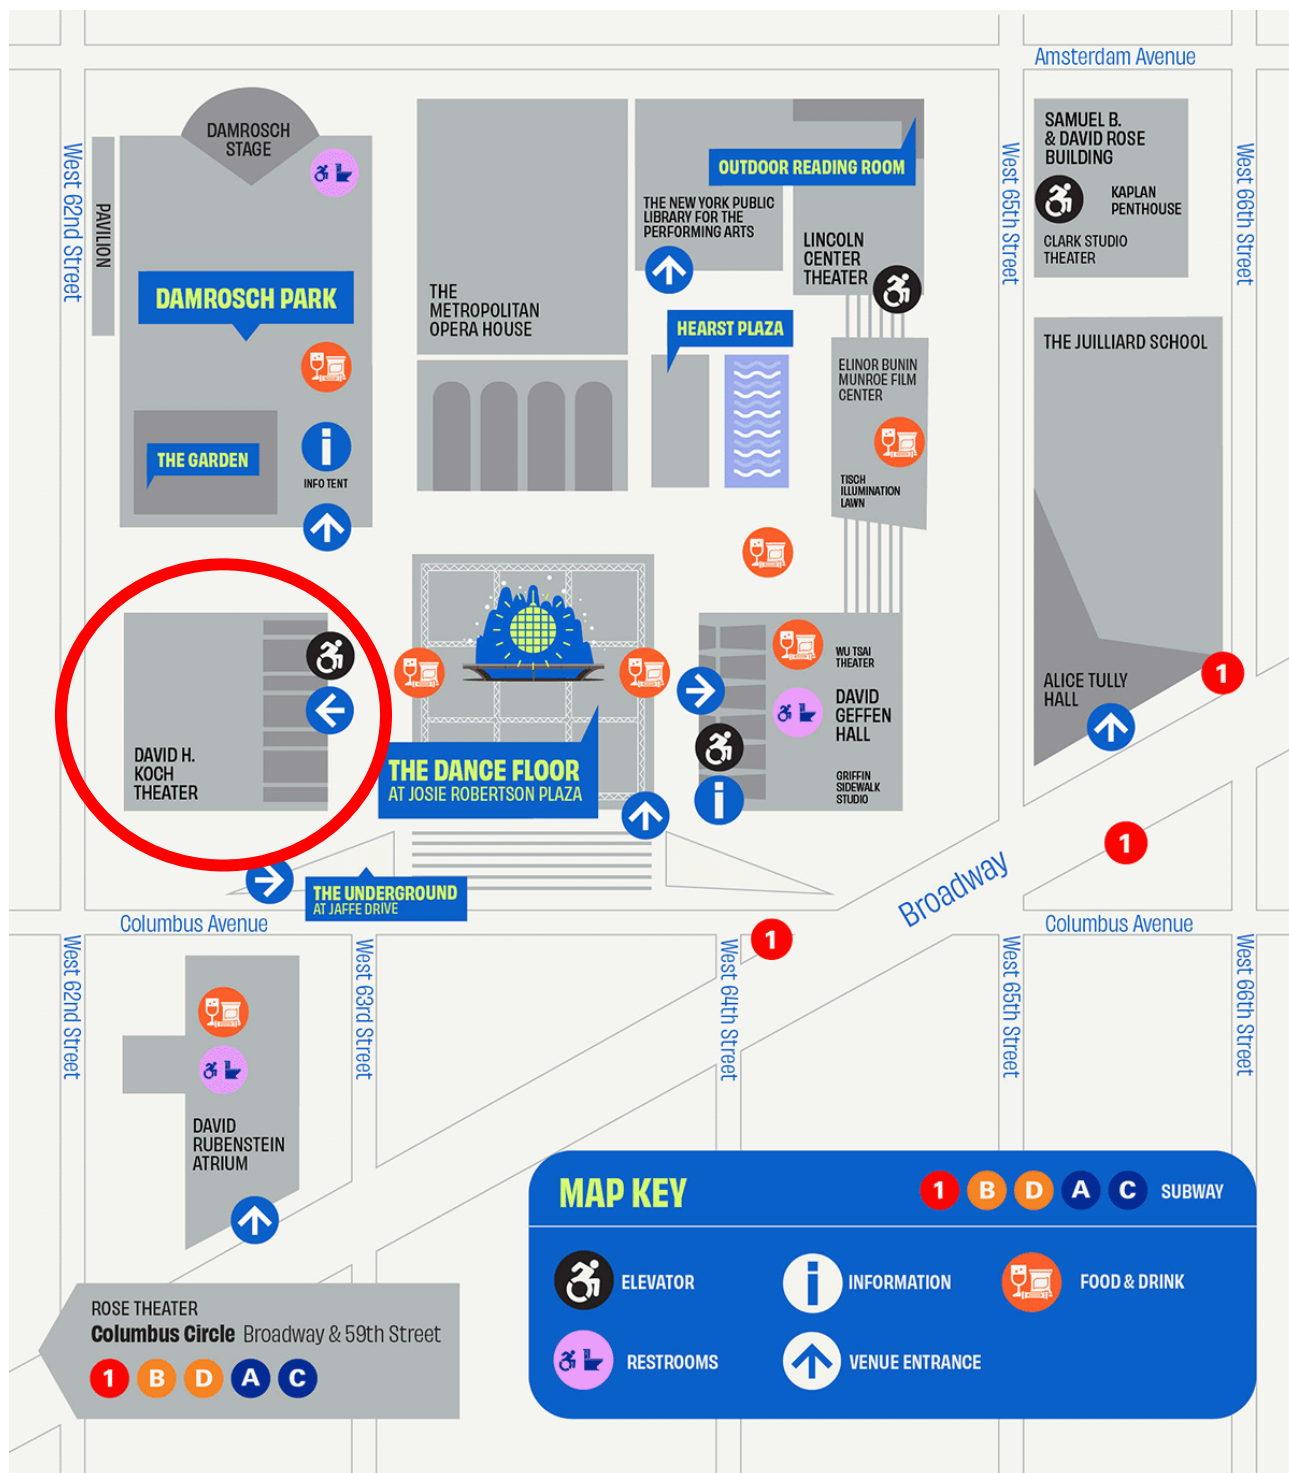 Amsterdam Avenue
West 62nd Street
West 65th Street
West 66th Street
DAMROSCH
STAGE
PAVILION
DAMROSCH PARK
THE GARDEN
i
INFO TENT
THE
METROPOLITAN
OPERA HOUSE
OUTDOOR READING ROOM
THE NEW YORK PUBLIC
LIBRARY FOR THE
PERFORMING ARTS
LINCOLN
CENTER
THEATER
HEARST PLAZA
ELINOR BUNIN
MUNROE FILM
CENTER
TISCH
ILLUMINATION
LAWN
SAMUEL B.
& DAVID ROSE
BUILDING
KAPLAN
PENTHOUSE
CLARK STUDIO
THEATER
THE JUILLIARD SCHOOL
ALICE TULLY
HALL
1
1
DAVID H.
KOCH
THEATER
THE DANCE FLOOR
AT JOSIE ROBERTSON PLAZA
WU TSAI
THEATER
DAVID
GEFFEN
HALL
GRIFFIN
SIDEWALK
STUDIO
i
THE UNDERGROUND
AT JAFFE DRIVE
Broadway
Columbus Avenue
Columbus Avenue
1
West 62nd Street
West 63rd Street
West 64th Street
West 65th Street
West 66th Street
DAVID
RUBENSTEIN
ATRIUM
ROSE THEATER
Columbus Circle Broadway & 59th Street
1 B D A C
MAP KEY
1 B D A C SUBWAY
ELEVATOR
i INFORMATION
FOOD & DRINK
RESTROOMS
VENUE ENTRANCE